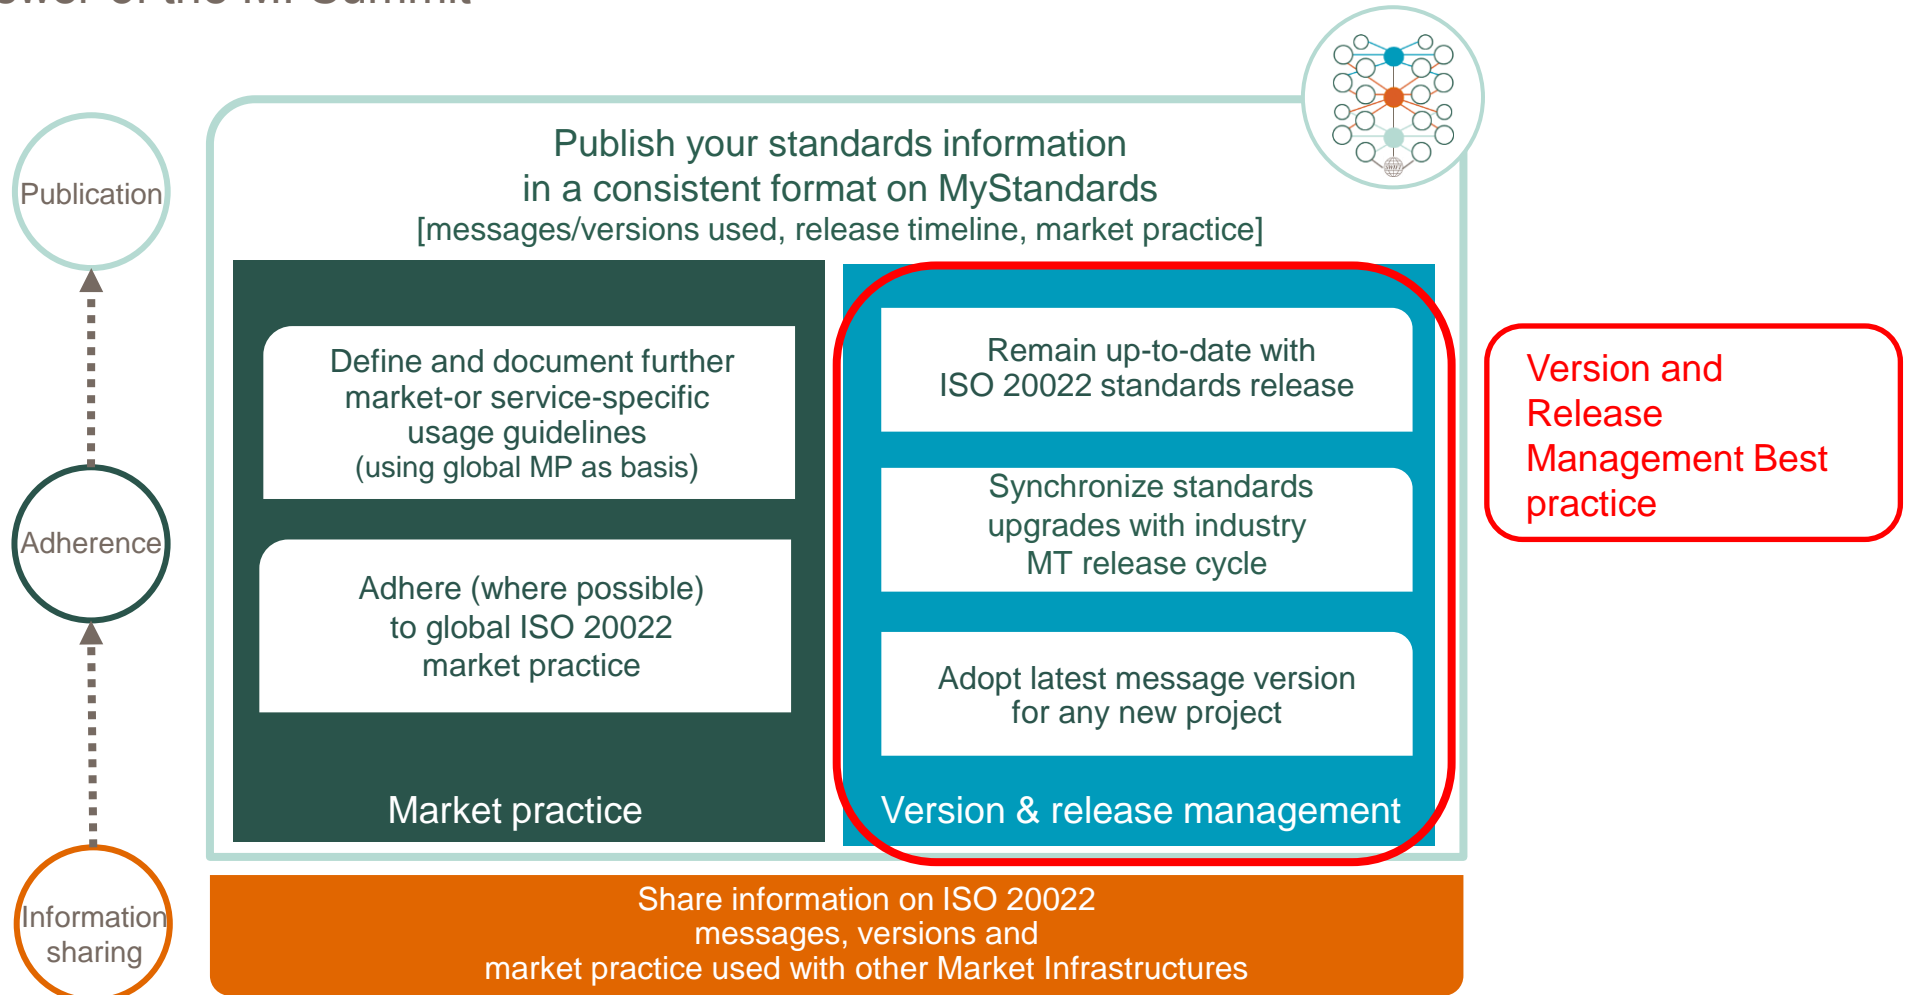 of the MI Summit
Publication
Publish your standards information
in a consistent format on MyStandards
[messages/versions used, release timeline, market practice]
Define and document further
market-or service-specific
usage guidelines
(using global MP as basis)
Adhere (where possible)
to global ISO 20022
market practice
Market practice
Remain up-to-date with
ISO 20022 standards release
Synchronize standards
upgrades with industry
MT release cycle
Adopt latest message version
for any new project
Version & release management
Version and
Release
Management Best
practice
Adherence
Information
sharing
Share information on ISO 20022
messages, versions and
market practice used with other Market Infrastructures